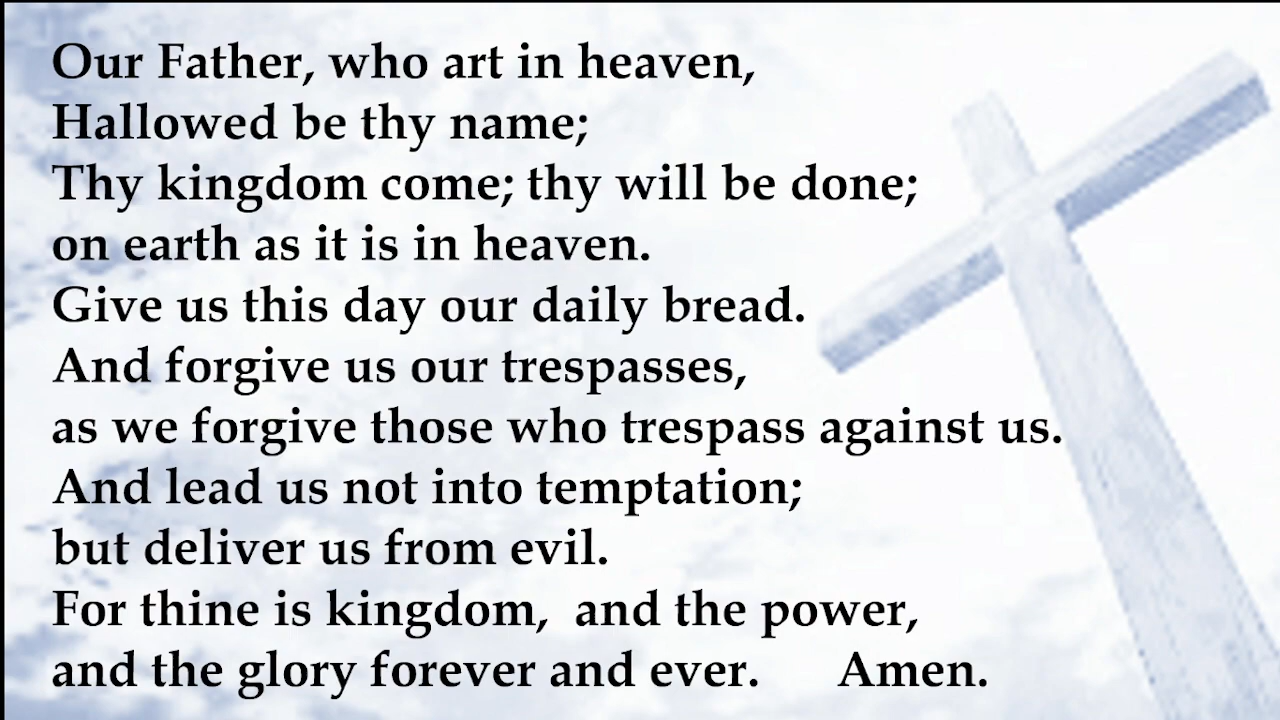 Our Father, who art in heaven,
Hallowed be thy name;
Thy kingdom come; thy will be done;
on earth as it is in heaven.
Give us this day our daily bread.
And forgive us our trespasses,
as we forgive those who trespass against us.
And lead us not into temptation;
but deliver us from evil.
For thine is kingdom,  and the power,
and the glory forever and ever.      Amen.